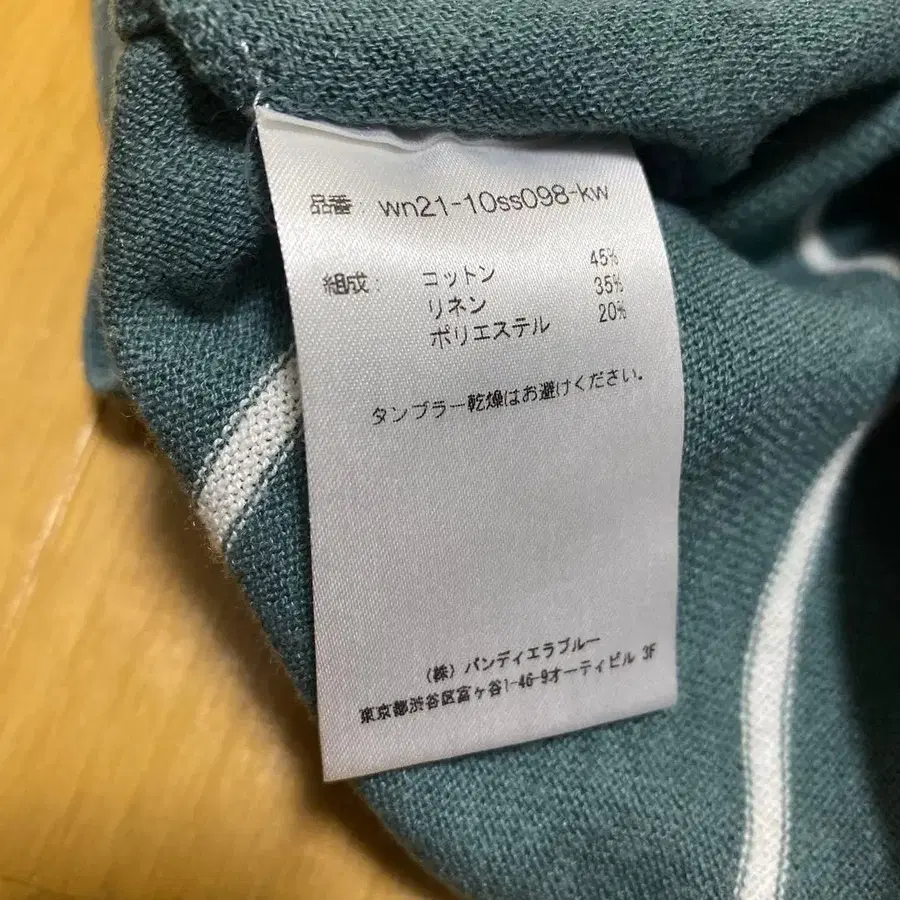 品番: wn21-10ss098-kw
組成: コットン 45%
リネン 35%
ポリエステル 20%
タンブラー乾燥はお避けください。
(株) バンディエラブルー
東京都渋谷区富ヶ谷1-46-9オーティビル 3F